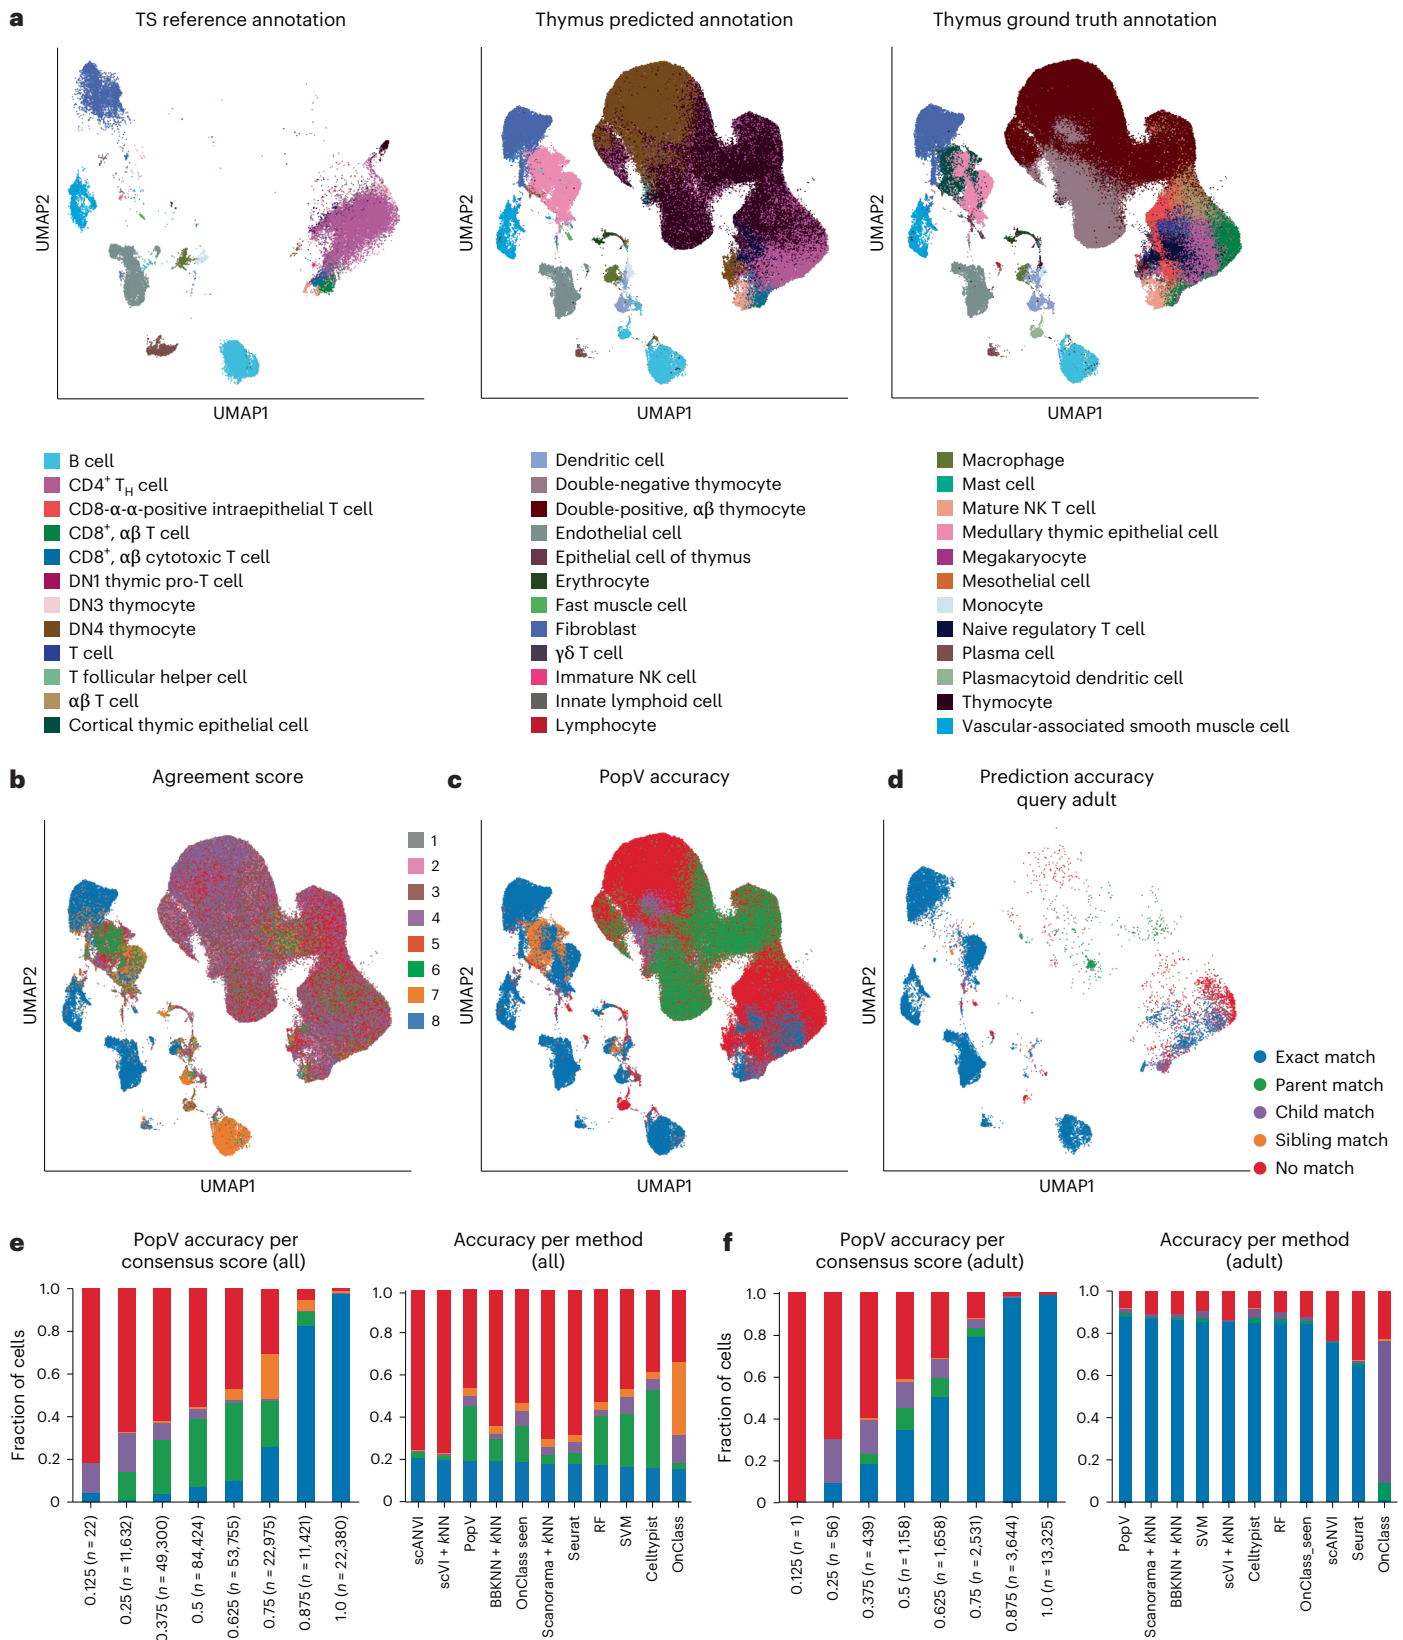 a
TS reference annotation
Thymus predicted annotation
Thymus ground truth annotation
UMAP2
UMAP1
UMAP2
UMAP1
UMAP2
UMAP1
B cell
CD4+ TH cell
CD8-α-α-positive intraepithelial T cell
CD8+, αβ T cell
CD8+, αβ cytotoxic T cell
DN1 thymic pro-T cell
DN3 thymocyte
DN4 thymocyte
T cell
T follicular helper cell
αβ T cell
Cortical thymic epithelial cell
Dendritic cell
Double-negative thymocyte
Double-positive, αβ thymocyte
Endothelial cell
Epithelial cell of thymus
Erythrocyte
Fast muscle cell
Fibroblast
γδ T cell
Immature NK cell
Innate lymphoid cell
Lymphocyte
Macrophage
Mast cell
Mature NK T cell
Medullary thymic epithelial cell
Megakaryocyte
Mesothelial cell
Monocyte
Naive regulatory T cell
Plasma cell
Plasmacytoid dendritic cell
Thymocyte
Vascular-associated smooth muscle cell
b
Agreement score
UMAP2
UMAP1
1
2
3
4
5
6
7
8
c
PopV accuracy
UMAP2
UMAP1
d
Prediction accuracy
query adult
UMAP2
UMAP1
Exact match
Parent match
Child match
Sibling match
No match
e
PopV accuracy per
consensus score (all)
Fraction of cells
1.0
0.8
0.6
0.4
0.2
0
0.125 (n = 22)
0.25 (n = 11,632)
0.375 (n = 49,300)
0.5 (n = 84,424)
0.625 (n = 53,755)
0.75 (n = 22,975)
0.875 (n = 11,421)
1.0 (n = 22,380)
Accuracy per method
(all)
1.0
0.8
0.6
0.4
0.2
0
scANVI
scVI + kNN
PopV
BBKNN + kNN
OnClass seen
Scanorama + kNN
Seurat
RF
SVM
Celltypist
OnClass
f
PopV accuracy per
consensus score (adult)
Fraction of cells
1.0
0.8
0.6
0.4
0.2
0
0.125 (n = 1)
0.25 (n = 56)
0.375 (n = 439)
0.5 (n = 1,158)
0.625 (n = 1,658)
0.75 (n = 2,531)
0.875 (n = 3,644)
1.0 (n = 13,325)
Accuracy per method
(adult)
1.0
0.8
0.6
0.4
0.2
0
PopV
Scanorama + kNN
BBKNN + kNN
SVM
scVI + kNN
Celltypist
RF
OnClass_seen
scANVI
Seurat
OnClass